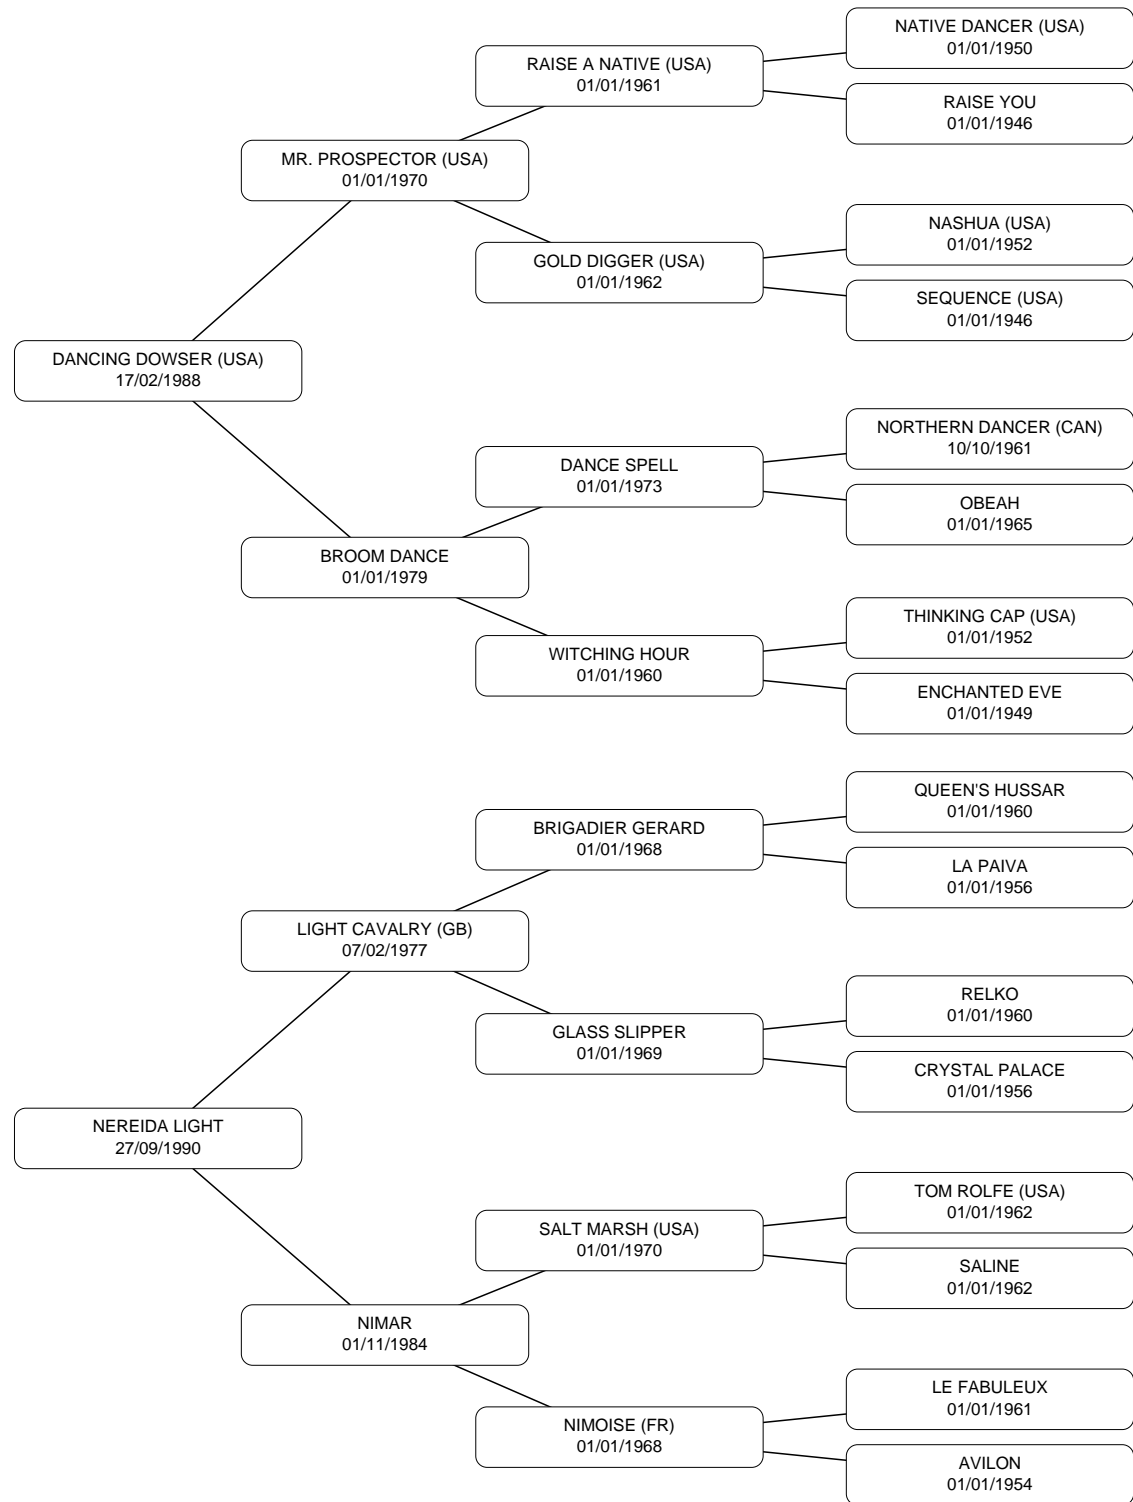 NATIVE DANCER (USA)
01/01/1950
RAISE A NATIVE (USA)
01/01/1961
RAISE YOU
01/01/1946
MR. PROSPECTOR (USA)
01/01/1970
NASHUA (USA)
01/01/1952
GOLD DIGGER (USA)
01/01/1962
SEQUENCE (USA)
01/01/1946
DANCING DOWSER (USA)
17/02/1988
NORTHERN DANCER (CAN)
10/10/1961
DANCE SPELL
01/01/1973
OBEAH
01/01/1965
BROOM DANCE
01/01/1979
THINKING CAP (USA)
01/01/1952
WITCHING HOUR
01/01/1960
ENCHANTED EVE
01/01/1949
QUEEN'S HUSSAR
01/01/1960
BRIGADIER GERARD
01/01/1968
LA PAIVA
01/01/1956
LIGHT CAVALRY (GB)
07/02/1977
RELKO
01/01/1960
GLASS SLIPPER
01/01/1969
CRYSTAL PALACE
01/01/1956
NEREIDA LIGHT
27/09/1990
TOM ROLFE (USA)
01/01/1962
SALT MARSH (USA)
01/01/1970
SALINE
01/01/1962
NIMAR
01/11/1984
LE FABULEUX
01/01/1961
NIMOISE (FR)
01/01/1968
AVILON
01/01/1954